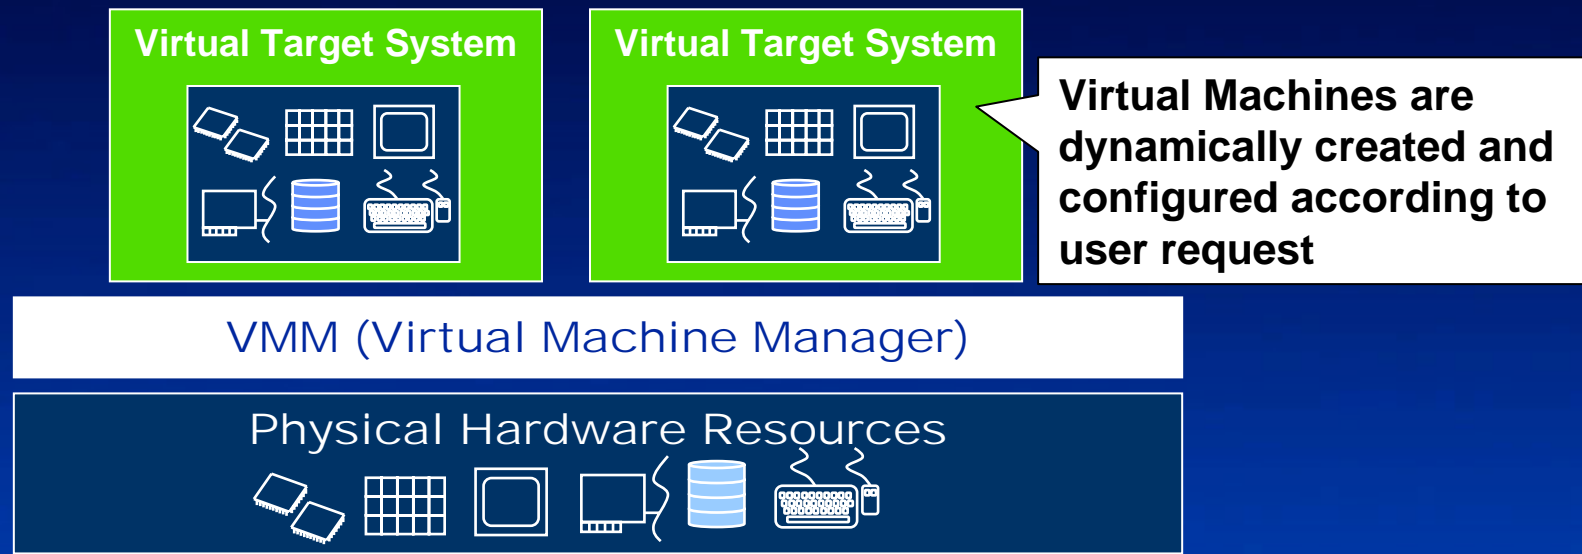 Virtual Target System
Virtual Target System
Virtual Machines are
dynamically created and
configured according to
user request
VMM (Virtual Machine Manager)
Physical Hardware Resources